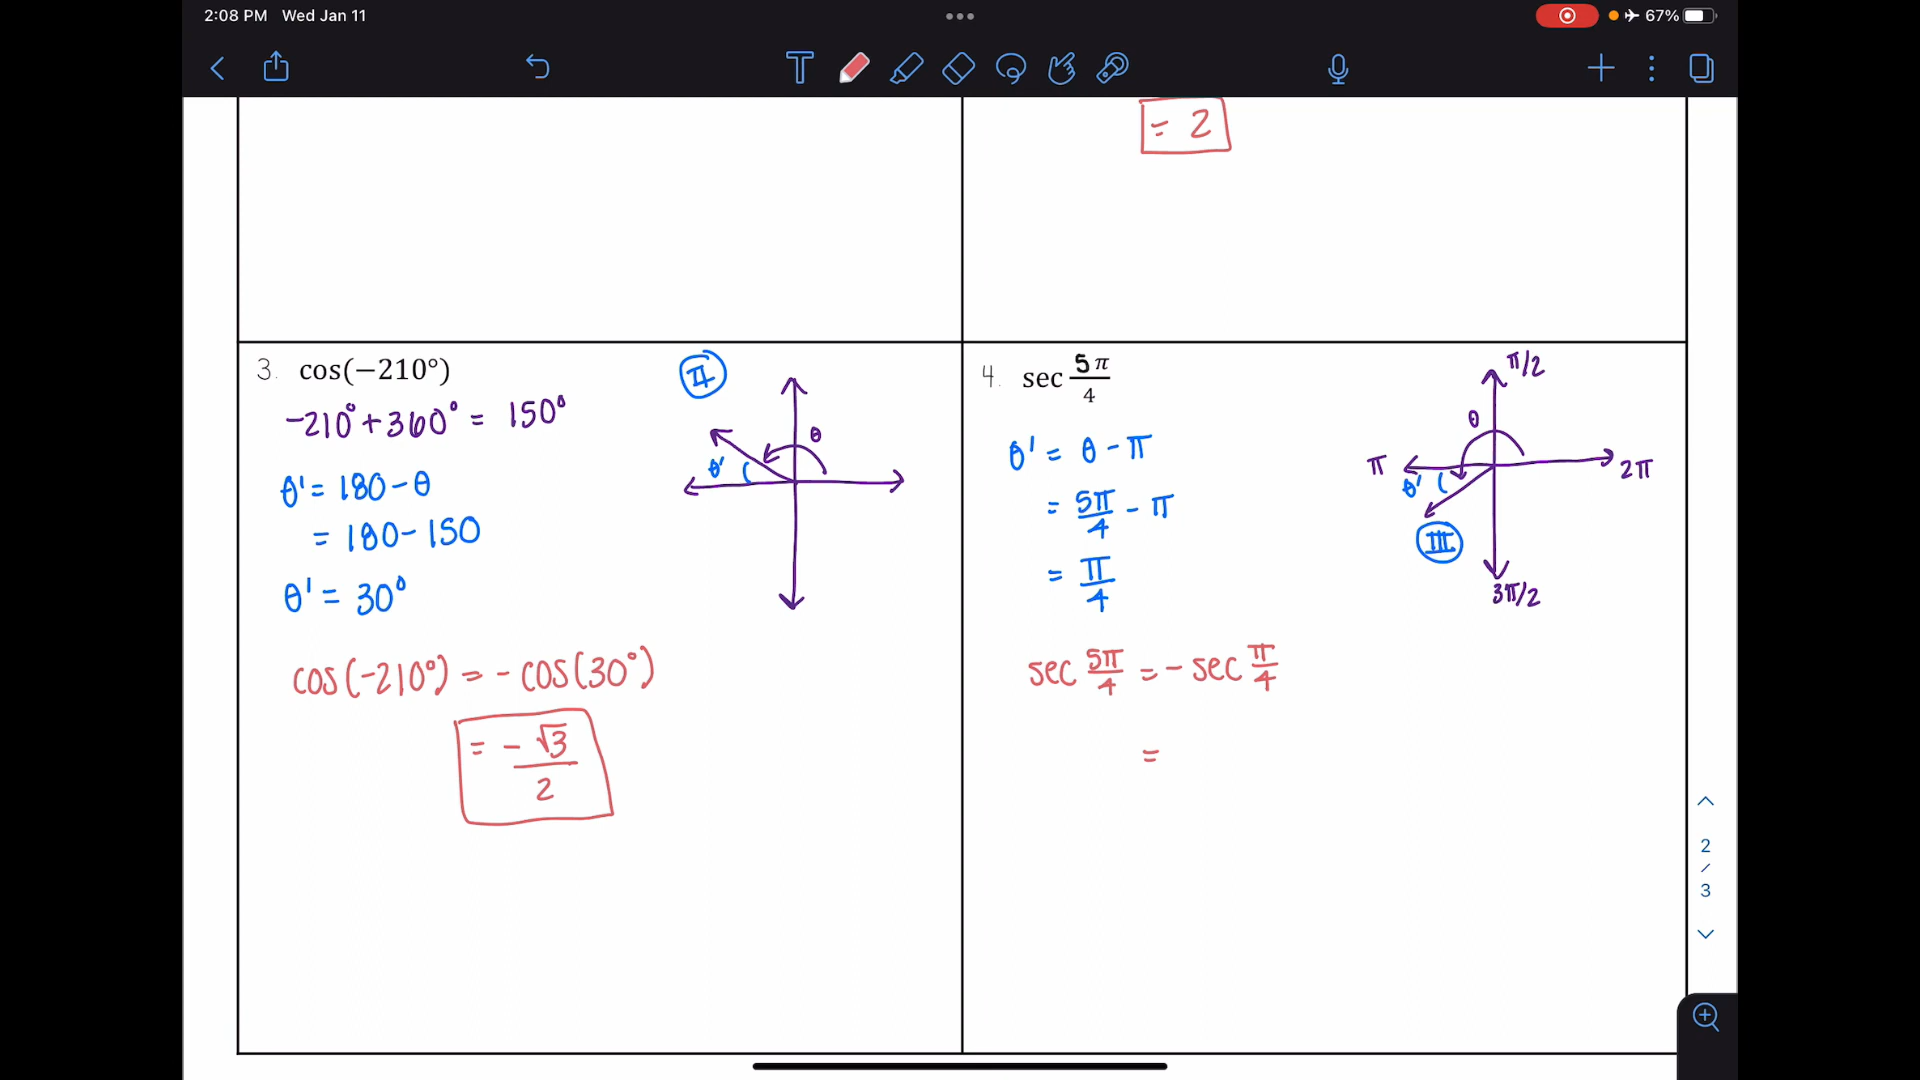 2:08 PM Wed Jan 11
67%
T
= 2
3. cos(−210°)
-210° + 360° = 150°
θ' = 180 - θ
= 180 - 150
θ' = 30°
cos(-210°) = - cos(30°)
= - √3/2
II
θ
θ'
4. sec 5π/4
θ' = θ - π
= 5π/4 - π
= π/4
sec 5π/4 = - sec π/4
=
π/2
θ
π
2π
θ'
III
3π/2
2
/
3